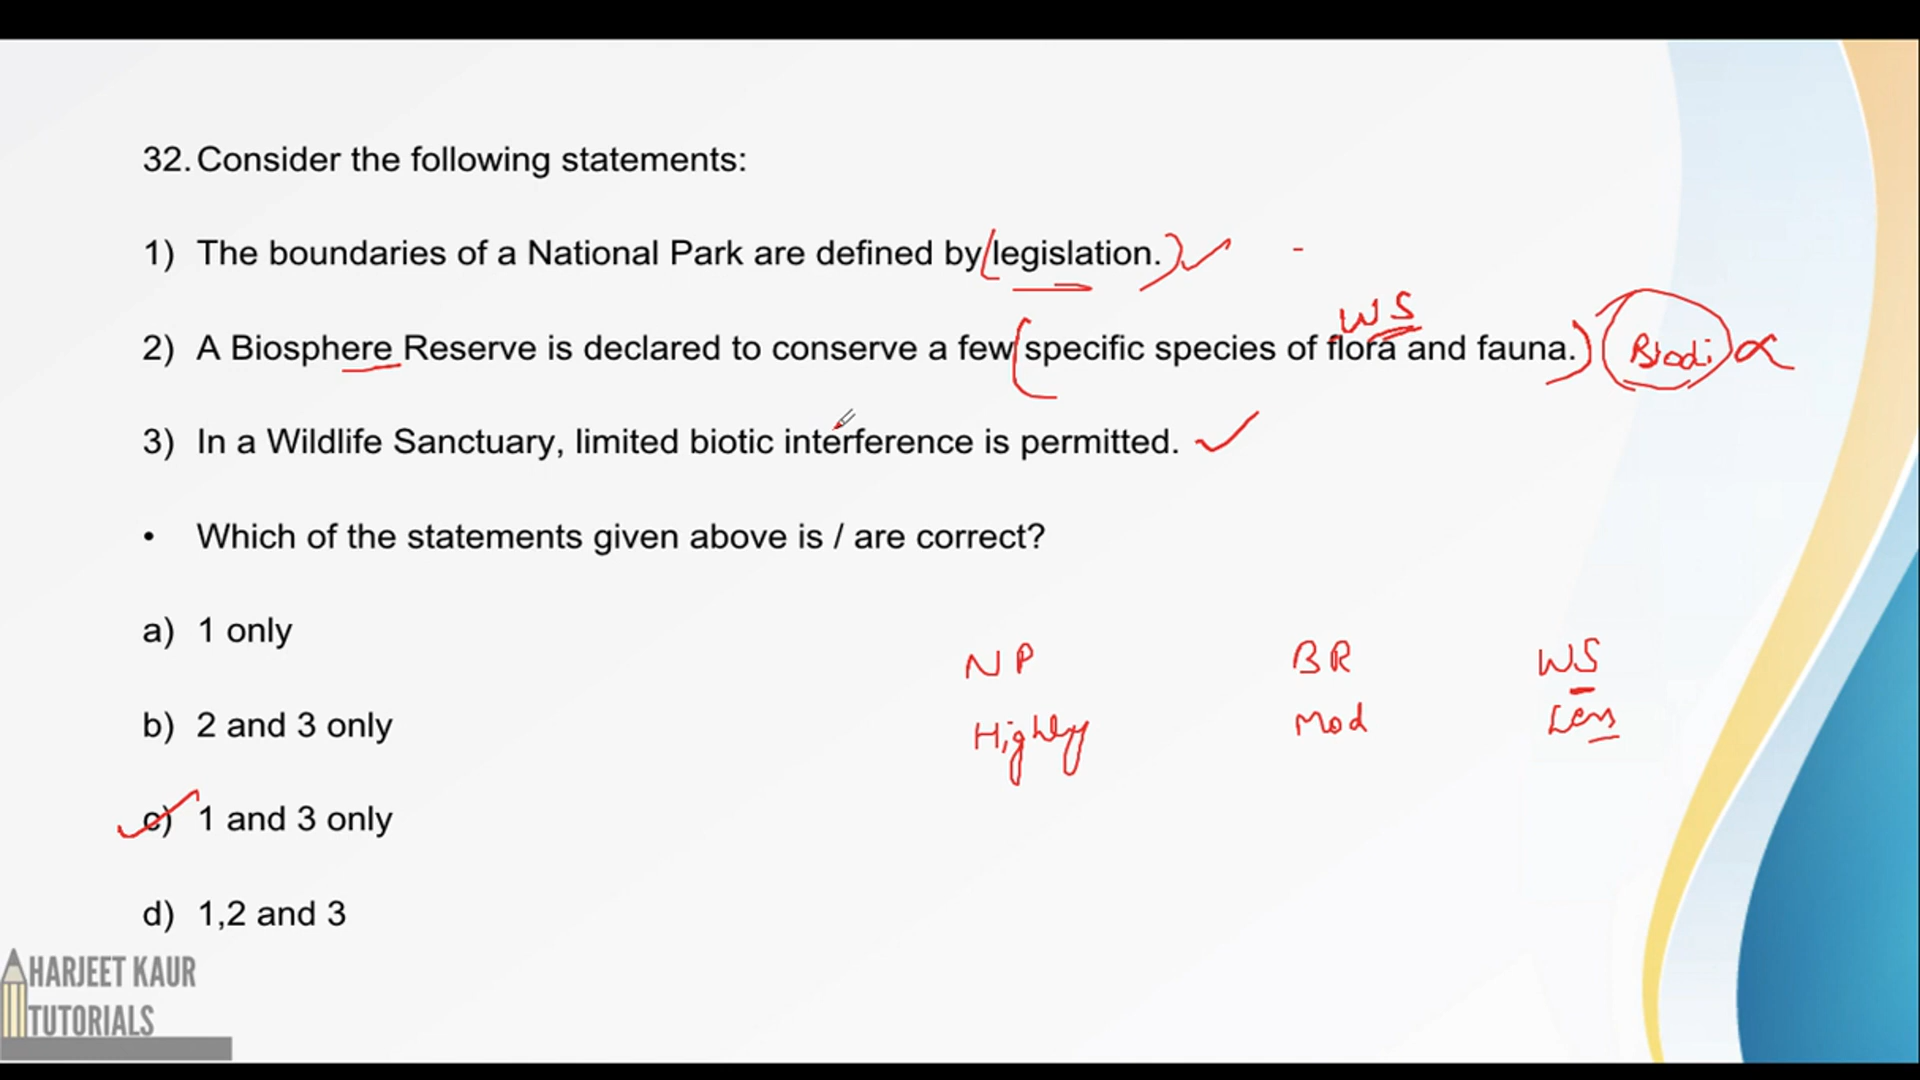 32. Consider the following statements:
1) The boundaries of a National Park are defined by (legislation.)
WS
2) A Biosphere Reserve is declared to conserve a few (specific species of flora and fauna.) Biodi
3) In a Wildlife Sanctuary, limited biotic interference is permitted.
• Which of the statements given above is / are correct?
a) 1 only
NP BR WS
b) 2 and 3 only
Highly Mod Less
c) 1 and 3 only
d) 1,2 and 3
HARJEET KAUR
TUTORIALS